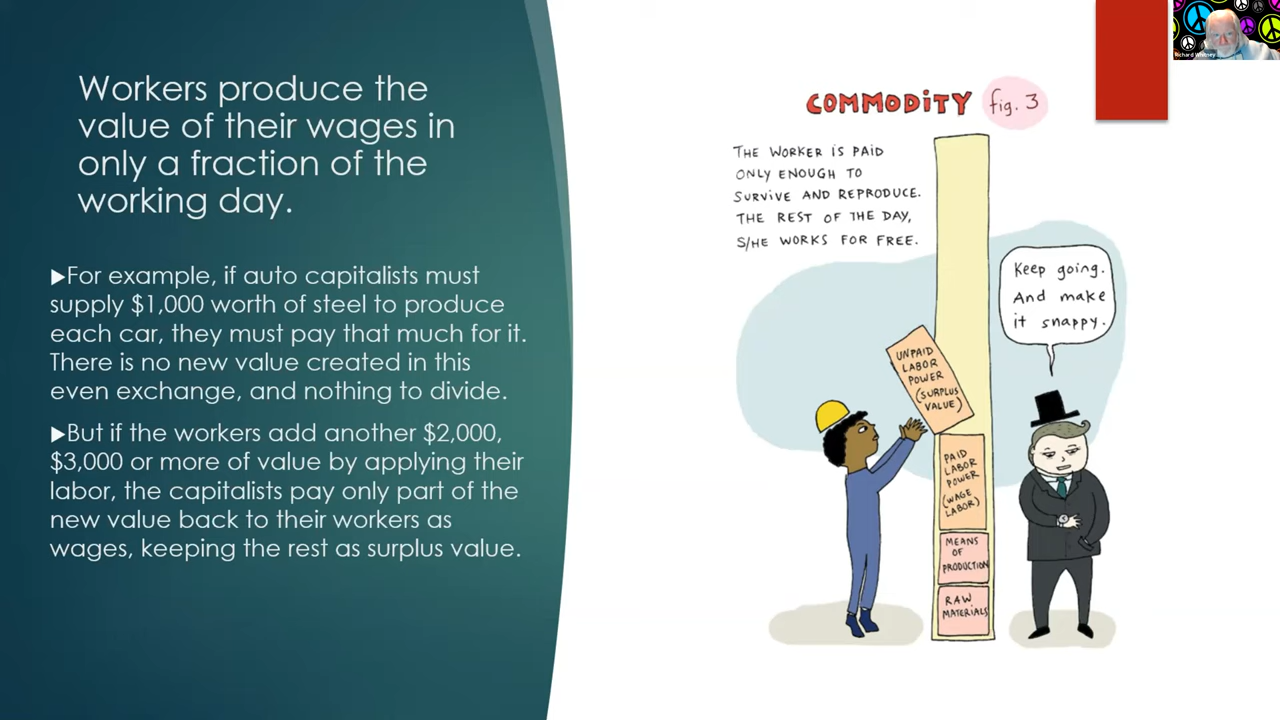 Workers produce the
value of their wages in
only a fraction of the
working day.
▶For example, if auto capitalists must
supply $1,000 worth of steel to produce
each car, they must pay that much for it.
There is no new value created in this
even exchange, and nothing to divide.
▶But if the workers add another $2,000,
$3,000 or more of value by applying their
labor, the capitalists pay only part of the
new value back to their workers as
wages, keeping the rest as surplus value.
COMMODITY fig. 3
THE WORKER IS PAID
ONLY ENOUGH TO
SURVIVE AND REPRODUCE.
THE REST OF THE DAY,
S/HE WORKS FOR FREE.
Keep going.
And make
it snappy.
UNPAID
LABOR
POWER
(SURPLUS
VALUE)
PAID
LABOR
POWER
(WAGE
LABOR)
MEANS
OF
PRODUCTION
RAW
MATERIALS
Richard Whitney